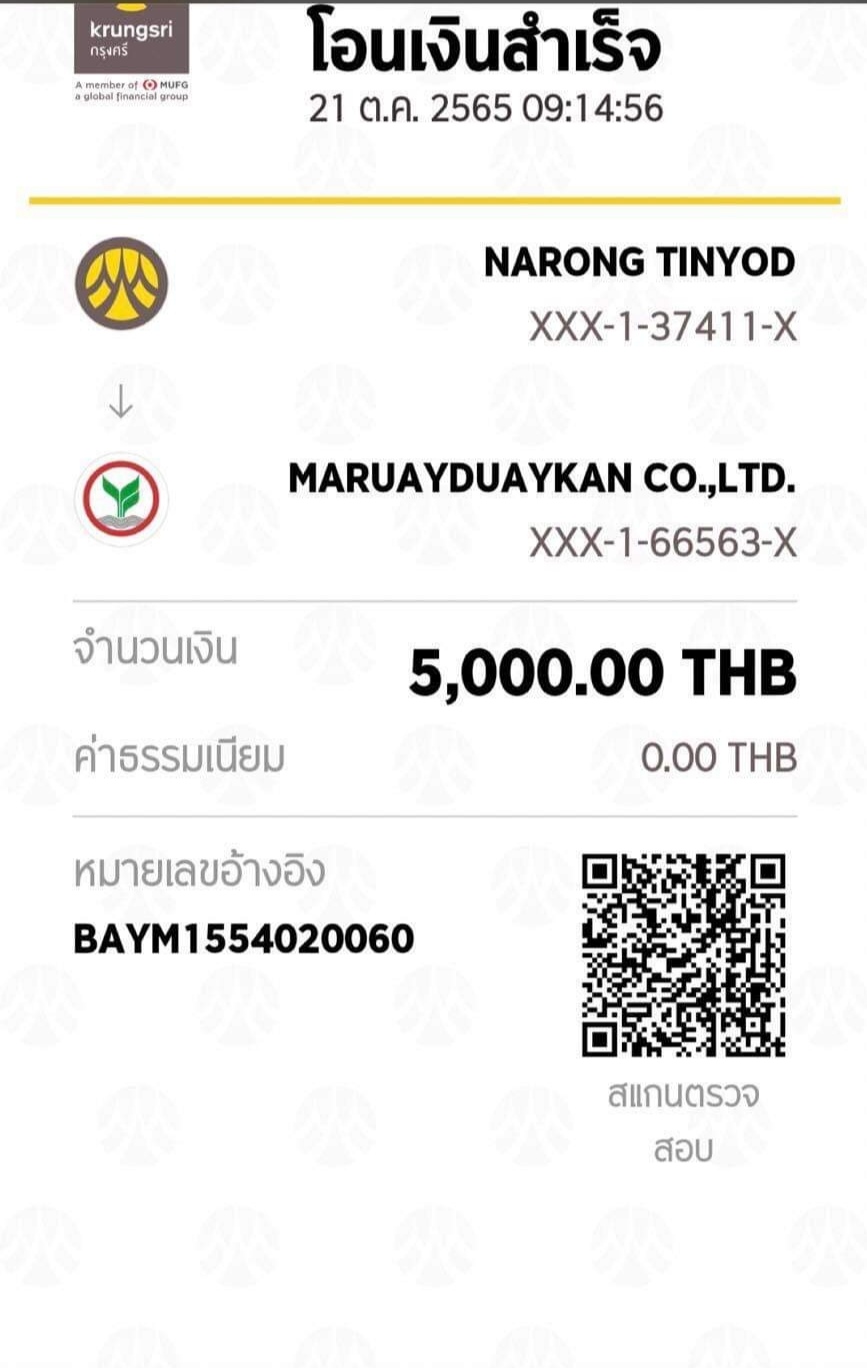 krungsri
กรุงศรี
A member of MUFG
a global financial group
โอนเงินสำเร็จ
21 ต.ค. 2565 09:14:56
NARONG TINYOD
XXX-1-37411-X
MARUAYDUAYKAN CO.,LTD.
XXX-1-66563-X
จำนวนเงิน
5,000.00 THB
ค่าธรรมเนียม
0.00 THB
หมายเลขอ้างอิง
BAYM1554020060
สแกนตรวจ
สอบ